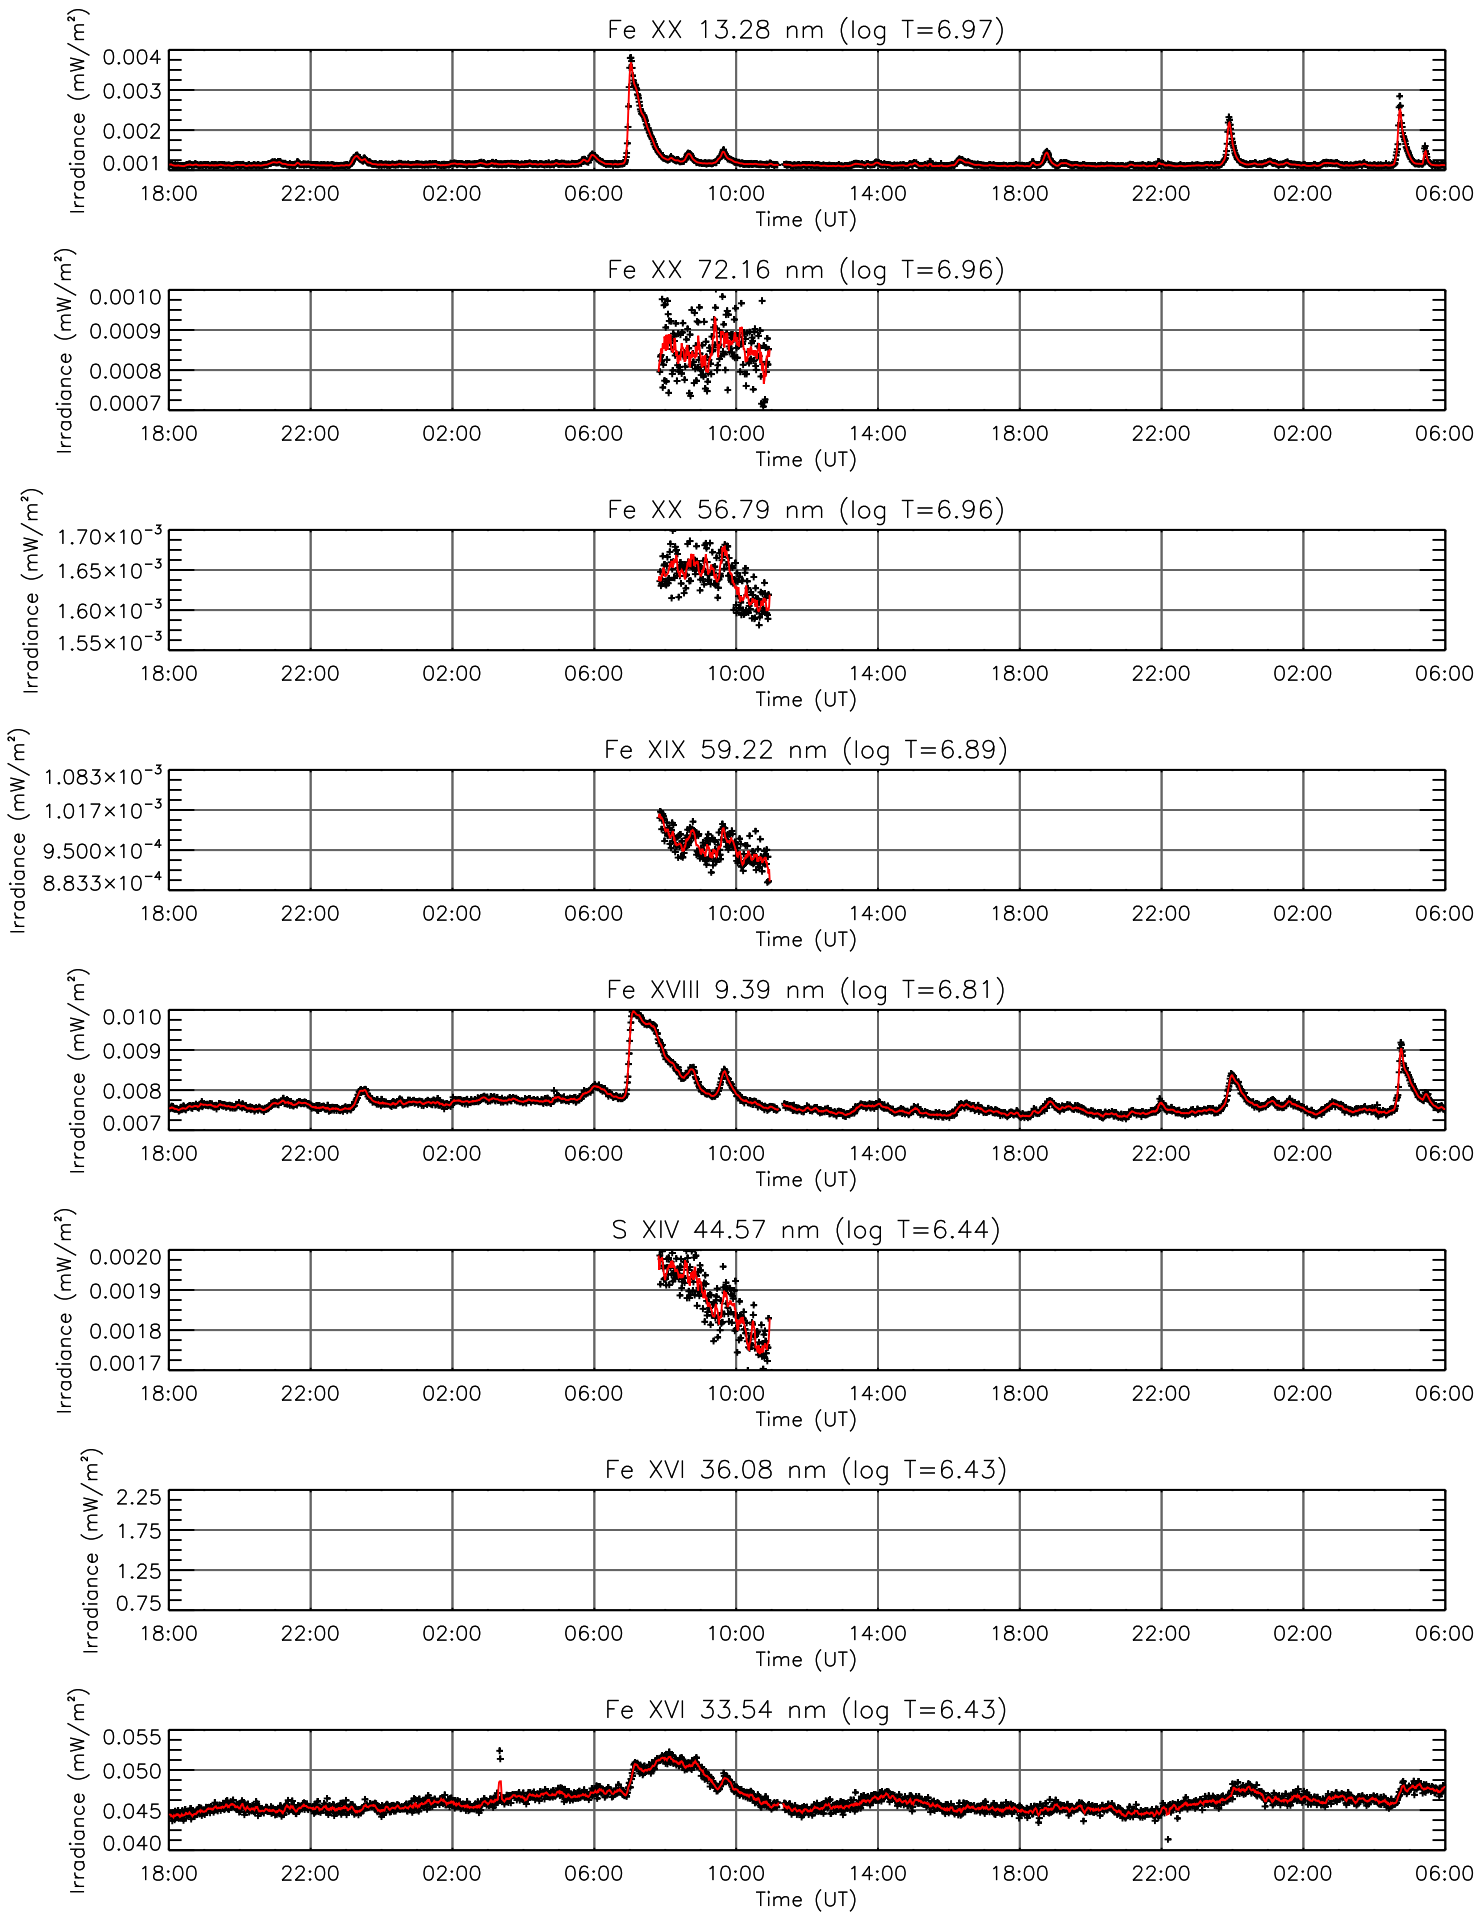 Fe XX 13.28 nm (log T=6.97)
Irradiance (mW/m²)
0.004
0.003
0.002
0.001
18:00 22:00 02:00 06:00 10:00 14:00 18:00 22:00 02:00 06:00
Time (UT)
Fe XX 72.16 nm (log T=6.96)
Irradiance (mW/m²)
0.0010
0.0009
0.0008
0.0007
18:00 22:00 02:00 06:00 10:00 14:00 18:00 22:00 02:00 06:00
Time (UT)
Fe XX 56.79 nm (log T=6.96)
Irradiance (mW/m²)
1.70×10⁻³
1.65×10⁻³
1.60×10⁻³
1.55×10⁻³
18:00 22:00 02:00 06:00 10:00 14:00 18:00 22:00 02:00 06:00
Time (UT)
Fe XIX 59.22 nm (log T=6.89)
Irradiance (mW/m²)
1.083×10⁻³
1.017×10⁻³
9.500×10⁻⁴
8.833×10⁻⁴
18:00 22:00 02:00 06:00 10:00 14:00 18:00 22:00 02:00 06:00
Time (UT)
Fe XVIII 9.39 nm (log T=6.81)
Irradiance (mW/m²)
0.010
0.009
0.008
0.007
18:00 22:00 02:00 06:00 10:00 14:00 18:00 22:00 02:00 06:00
Time (UT)
S XIV 44.57 nm (log T=6.44)
Irradiance (mW/m²)
0.0020
0.0019
0.0018
0.0017
18:00 22:00 02:00 06:00 10:00 14:00 18:00 22:00 02:00 06:00
Time (UT)
Fe XVI 36.08 nm (log T=6.43)
Irradiance (mW/m²)
2.25
1.75
1.25
0.75
18:00 22:00 02:00 06:00 10:00 14:00 18:00 22:00 02:00 06:00
Time (UT)
Fe XVI 33.54 nm (log T=6.43)
Irradiance (mW/m²)
0.055
0.050
0.045
0.040
18:00 22:00 02:00 06:00 10:00 14:00 18:00 22:00 02:00 06:00
Time (UT)